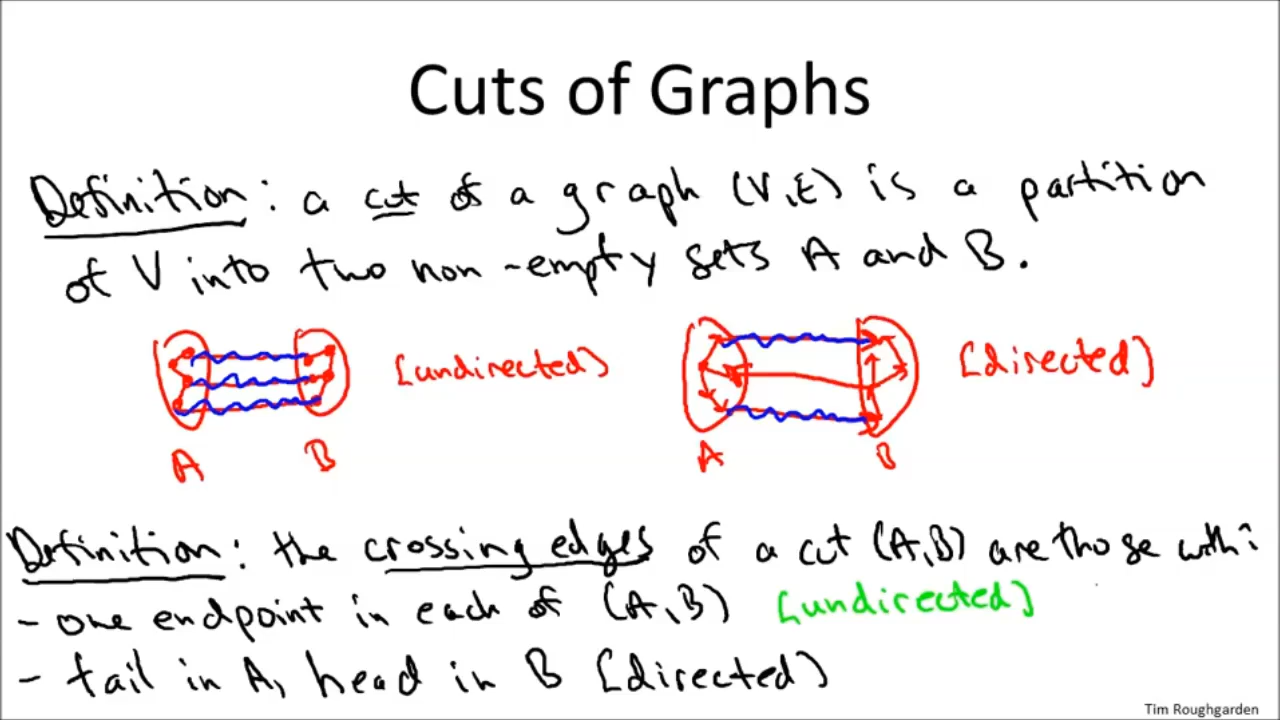 Cuts of Graphs
Definition: a cut of a graph (V,E) is a partition
of V into two non-empty sets A and B.
[undirected] [directed]
A B A B
Definition: the crossing edges of a cut (A,B) are those with:
- one endpoint in each of (A,B) [undirected]
- tail in A, head in B [directed]
Tim Roughgarden